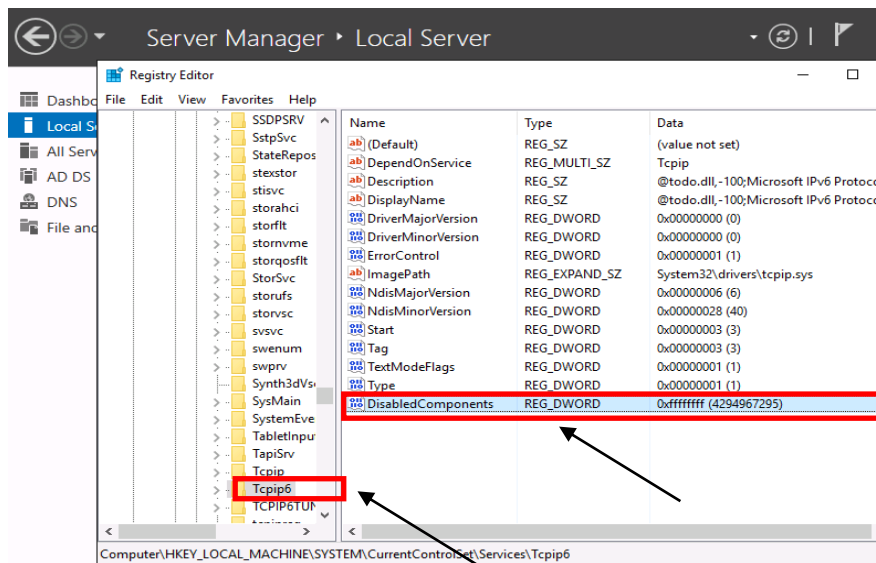 Server Manager ‣ Local Server
Registry Editor
File Edit View Favorites Help
Dashbo
Local S
All Serv
AD DS
DNS
File and
SSDPSRV
SstpSvc
StateRepos
stexstor
stisvc
storahci
storflt
stornvme
storqosflt
StorSvc
storufs
storvsc
svsvc
swenum
swprv
Synth3dVs
SysMain
SystemEve
TabletInpu
TapiSrv
Tcpip
Tcpip6
TCPIP6TUN
Name Type Data
(Default) REG_SZ (value not set)
DependOnService REG_MULTI_SZ Tcpip
Description REG_SZ @todo.dll,-100;Microsoft IPv6 Protoco
DisplayName REG_SZ @todo.dll,-100;Microsoft IPv6 Protoco
DriverMajorVersion REG_DWORD 0x00000000 (0)
DriverMinorVersion REG_DWORD 0x00000000 (0)
ErrorControl REG_DWORD 0x00000001 (1)
ImagePath REG_EXPAND_SZ System32\drivers\tcpip.sys
NdisMajorVersion REG_DWORD 0x00000006 (6)
NdisMinorVersion REG_DWORD 0x00000028 (40)
Start REG_DWORD 0x00000003 (3)
Tag REG_DWORD 0x00000003 (3)
TextModeFlags REG_DWORD 0x00000001 (1)
Type REG_DWORD 0x00000001 (1)
DisabledComponents REG_DWORD 0xffffffff (4294967295)
Computer\HKEY_LOCAL_MACHINE\SYSTEM\CurrentControlSet\Services\Tcpip6